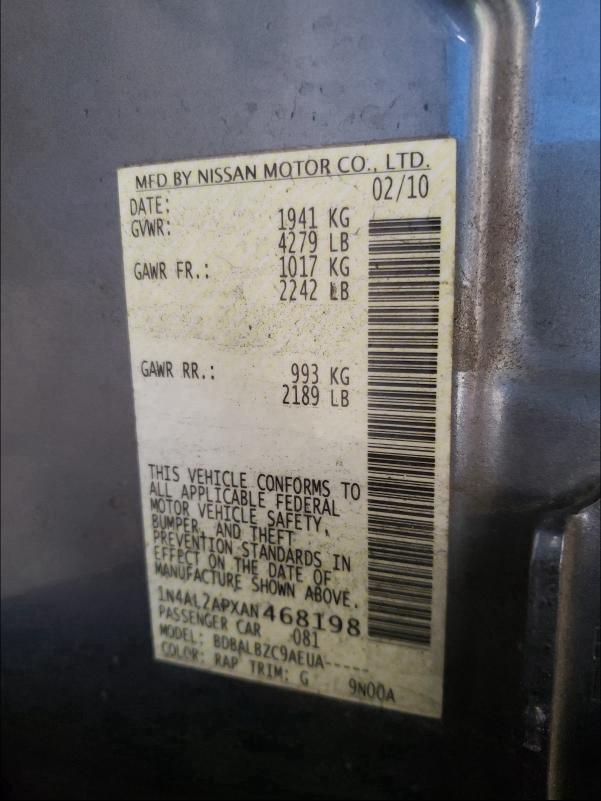 MFD BY NISSAN MOTOR CO., LTD.
DATE: 02/10
GVWR: 1941 KG
4279 LB
GAWR FR.: 1017 KG
2242 LB
GAWR RR.: 993 KG
2189 LB
THIS VEHICLE CONFORMS TO
ALL APPLICABLE FEDERAL
MOTOR VEHICLE SAFETY,
BUMPER, AND THEFT
PREVENTION STANDARDS IN
EFFECT ON THE DATE OF
MANUFACTURE SHOWN ABOVE.
1N4AL2APXAN468198
PASSENGER CAR 081
MODEL: BDBALBZC9AEUA-----
COLOR: RAP TRIM: G 9N00A